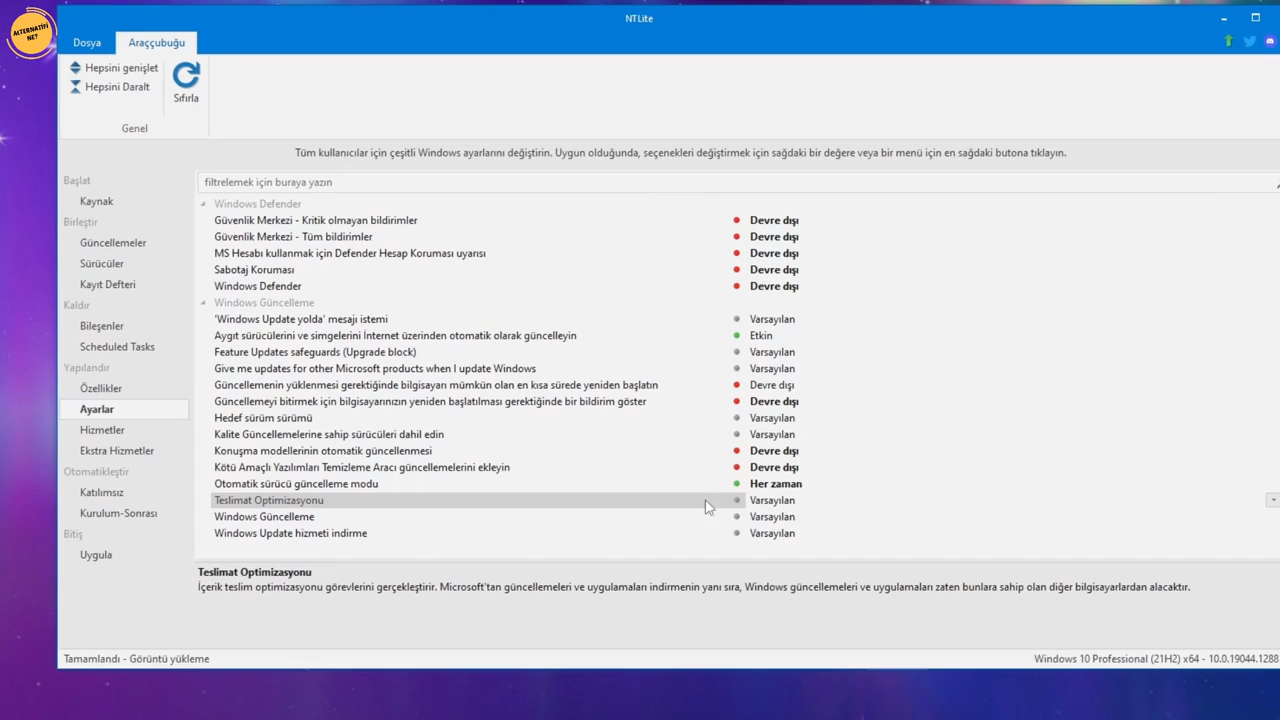 ALTERNATİFİ
NE?
NTLite
Dosya
Araççubuğu
Hepsini genişlet
Hepsini Daralt
Sıfırla
Genel
Tüm kullanıcılar için çeşitli Windows ayarlarını değiştirin. Uygun olduğunda, seçenekleri değiştirmek için sağdaki bir değere veya bir menü için en sağdaki butona tıklayın.
Başlat
Kaynak
Birleştir
Güncellemeler
Sürücüler
Kayıt Defteri
Kaldır
Bileşenler
Scheduled Tasks
Yapılandır
Özellikler
Ayarlar
Hizmetler
Ekstra Hizmetler
Otomatikleştir
Katılımsız
Kurulum-Sonrası
Bitiş
Uygula
filtrelemek için buraya yazın
Windows Defender
Güvenlik Merkezi - Kritik olmayan bildirimler Devre dışı
Güvenlik Merkezi - Tüm bildirimler Devre dışı
MS Hesabı kullanmak için Defender Hesap Koruması uyarısı Devre dışı
Sabotaj Koruması Devre dışı
Windows Defender Devre dışı
Windows Güncelleme
'Windows Update yolda' mesajı istemi Varsayılan
Aygıt sürücülerini ve simgelerini İnternet üzerinden otomatik olarak güncelleyin Etkin
Feature Updates safeguards (Upgrade block) Varsayılan
Give me updates for other Microsoft products when I update Windows Varsayılan
Güncellemenin yüklenmesi gerektiğinde bilgisayarı mümkün olan en kısa sürede yeniden başlatın Devre dışı
Güncellemeyi bitirmek için bilgisayarınızın yeniden başlatılması gerektiğinde bir bildirim göster Devre dışı
Hedef sürüm sürümü Varsayılan
Kalite Güncellemelerine sahip sürücüleri dahil edin Varsayılan
Konuşma modellerinin otomatik güncellenmesi Devre dışı
Kötü Amaçlı Yazılımları Temizleme Aracı güncellemelerini ekleyin Devre dışı
Otomatik sürücü güncelleme modu Her zaman
Teslimat Optimizasyonu Varsayılan
Windows Güncelleme Varsayılan
Windows Update hizmeti indirme Varsayılan
Teslimat Optimizasyonu
İçerik teslim optimizasyonu görevlerini gerçekleştirir. Microsoft'tan güncellemeleri ve uygulamaları indirmenin yanı sıra, Windows güncellemeleri ve uygulamaları zaten bunlara sahip olan diğer bilgisayarlardan alacaktır.
Tamamlandı - Görüntü yükleme
Windows 10 Professional (21H2) x64 - 10.0.19044.1288